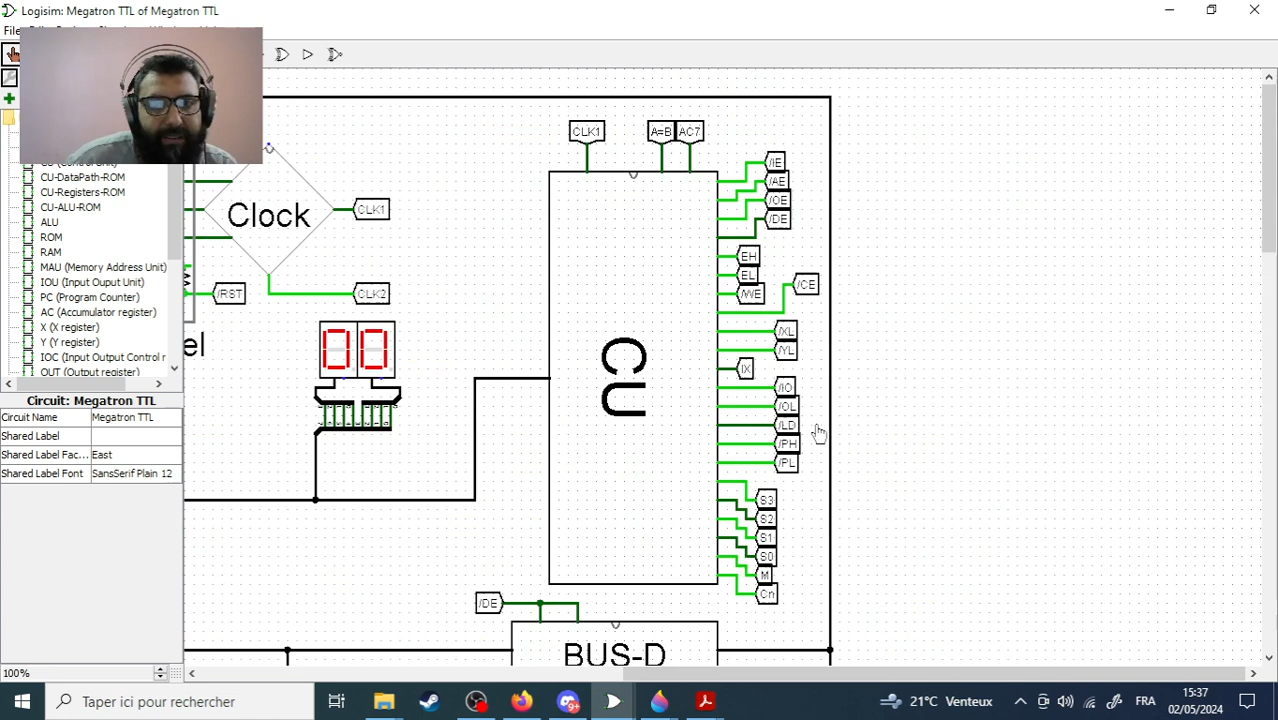 Logisim: Megatron TTL of Megatron TTL
File
CU-DataPath-ROM
CU-Registers-ROM
CU-ALU-ROM
ALU
ROM
RAM
MAU (Memory Address Unit)
IOU (Input Ouput Unit)
PC (Program Counter)
AC (Accumulator register)
X (X register)
Y (Y register)
IOC (Input Output Control r
OUT (Output register)
Circuit: Megatron TTL
Circuit Name Megatron TTL
Shared Label
Shared Label Fac... East
Shared Label Font SansSerif Plain 12
100%
Clock
CLK1
CLK2
/RST
el
00
CLK1
A=B
AC7
CU
/IE
/AE
/OE
/DE
EH
EL
/WE
/CE
/XL
/YL
IX
/IO
/OL
/LD
/PH
/PL
S3
S2
S1
S0
M
Cn
/DE
BUS-D
Taper ici pour rechercher
9+
21°C Venteux
FRA
15:37
02/05/2024